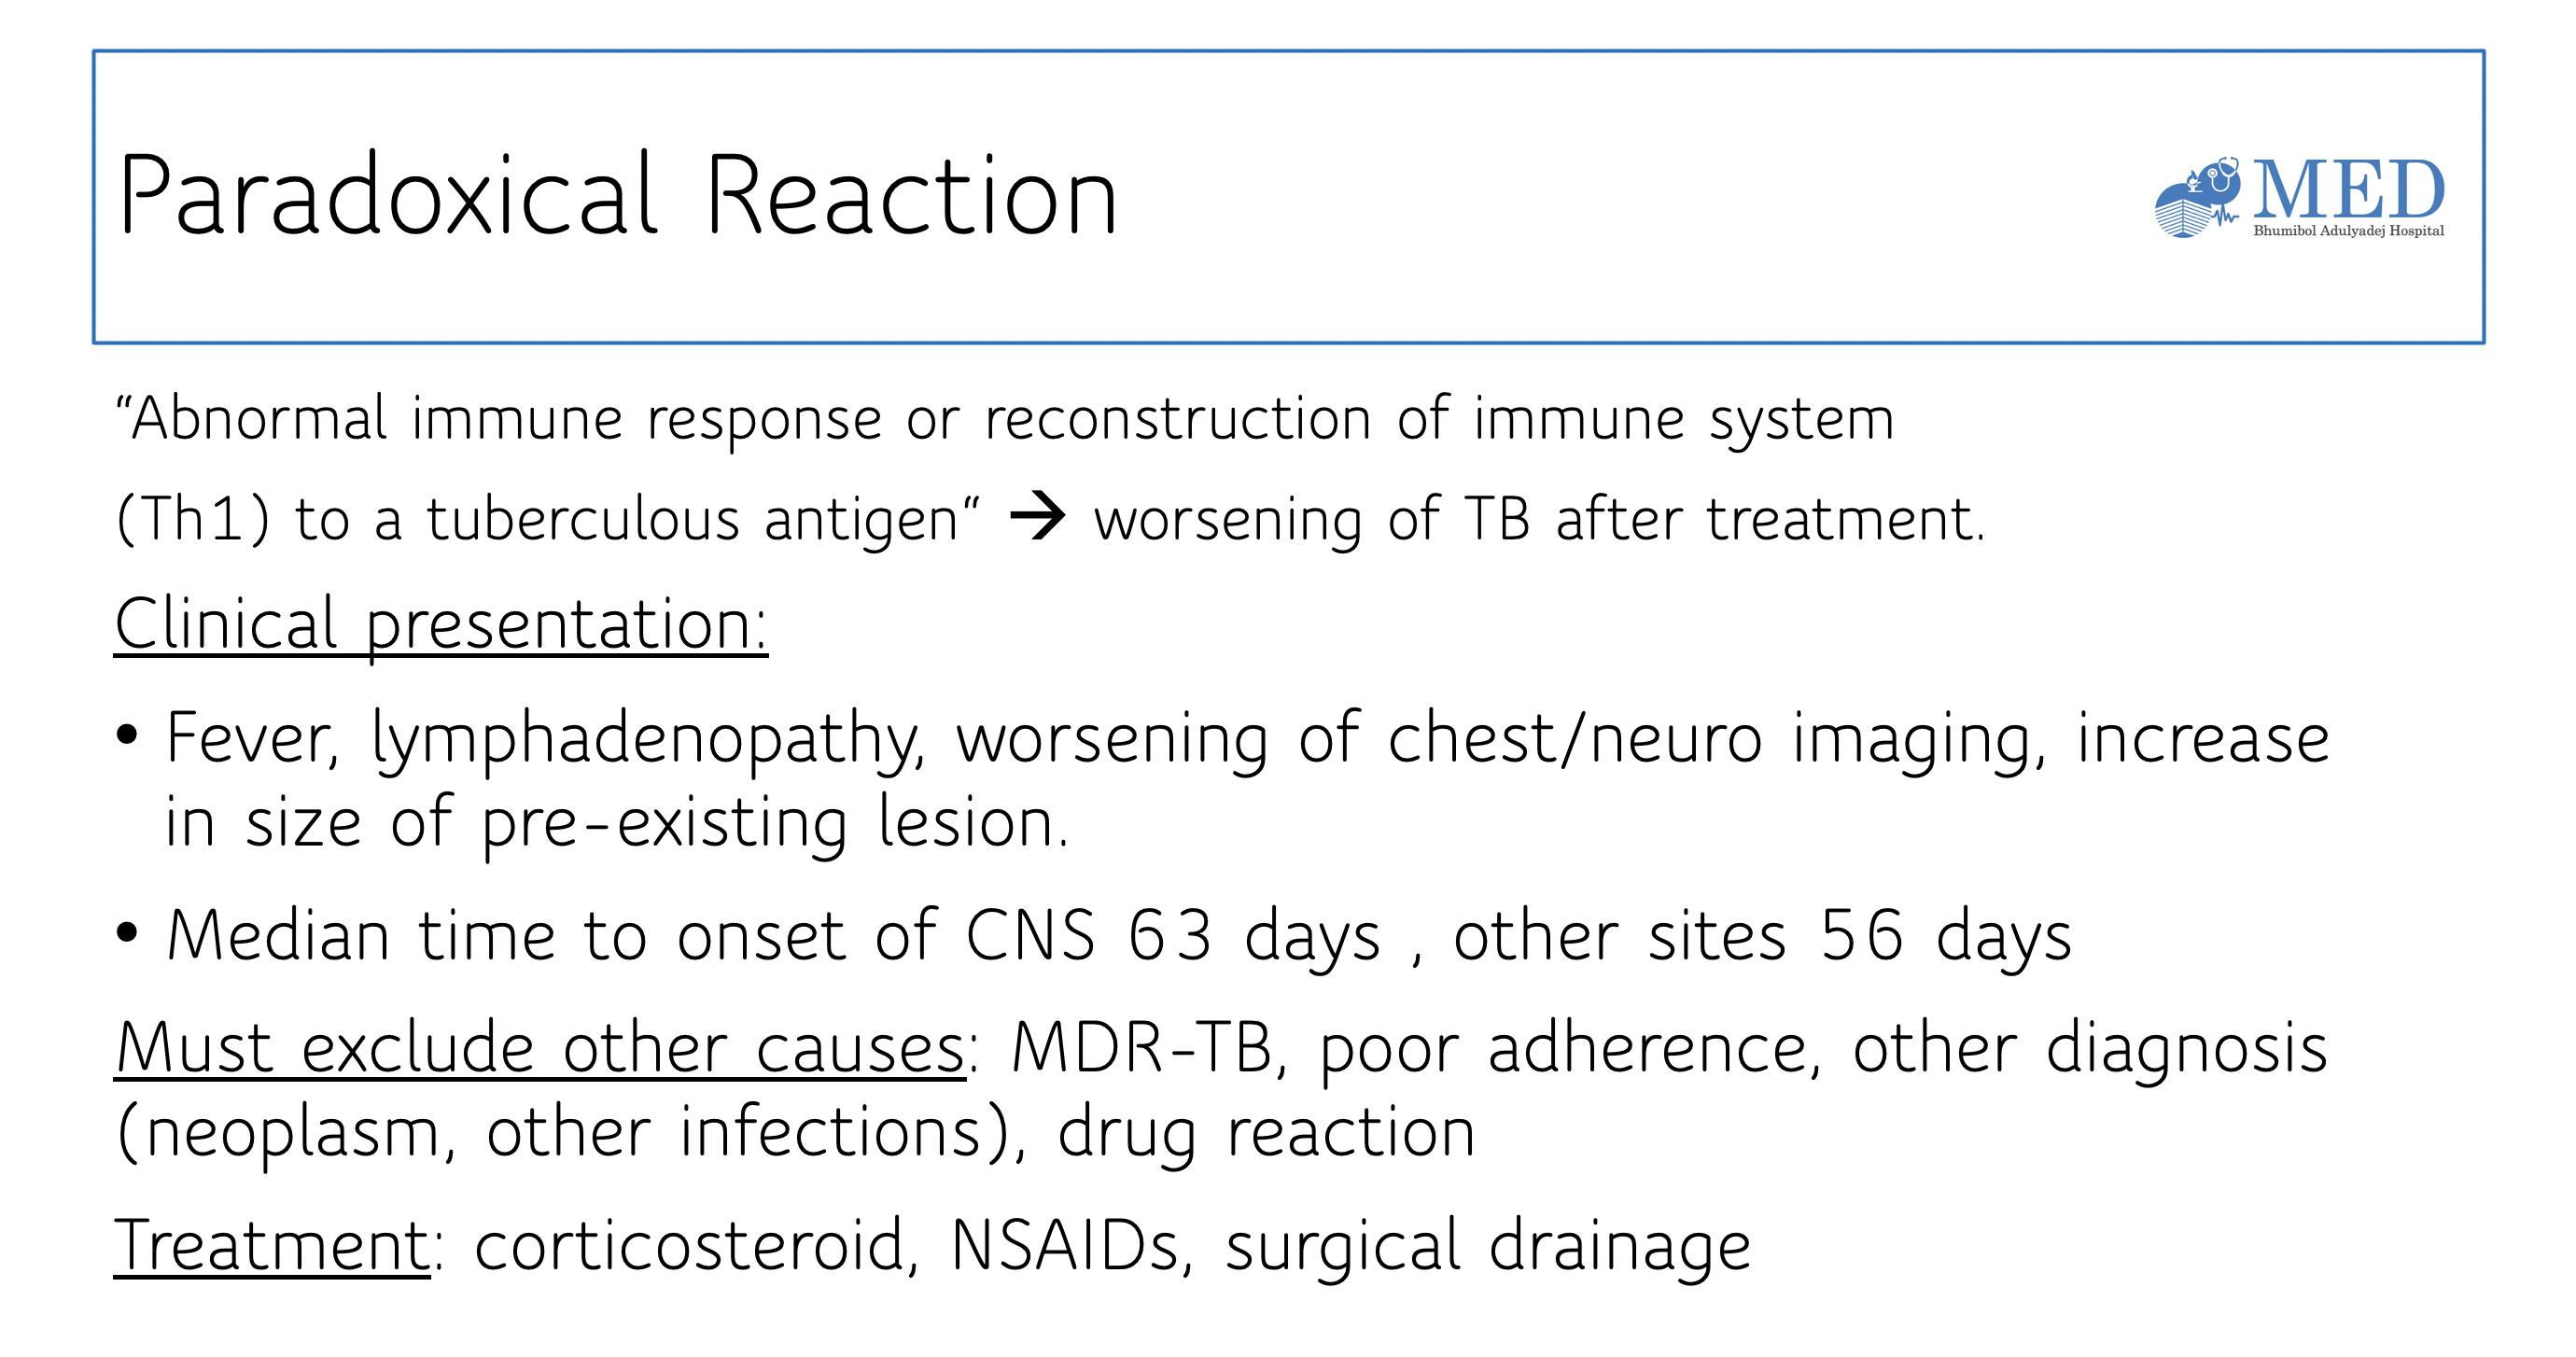 Paradoxical Reaction
MED
Bhumibol Adulyadej Hospital
“Abnormal immune response or reconstruction of immune system
(Th1) to a tuberculous antigen“ → worsening of TB after treatment.
Clinical presentation:
• Fever, lymphadenopathy, worsening of chest/neuro imaging, increase
in size of pre-existing lesion.
• Median time to onset of CNS 63 days , other sites 56 days
Must exclude other causes: MDR-TB, poor adherence, other diagnosis
(neoplasm, other infections), drug reaction
Treatment: corticosteroid, NSAIDs, surgical drainage